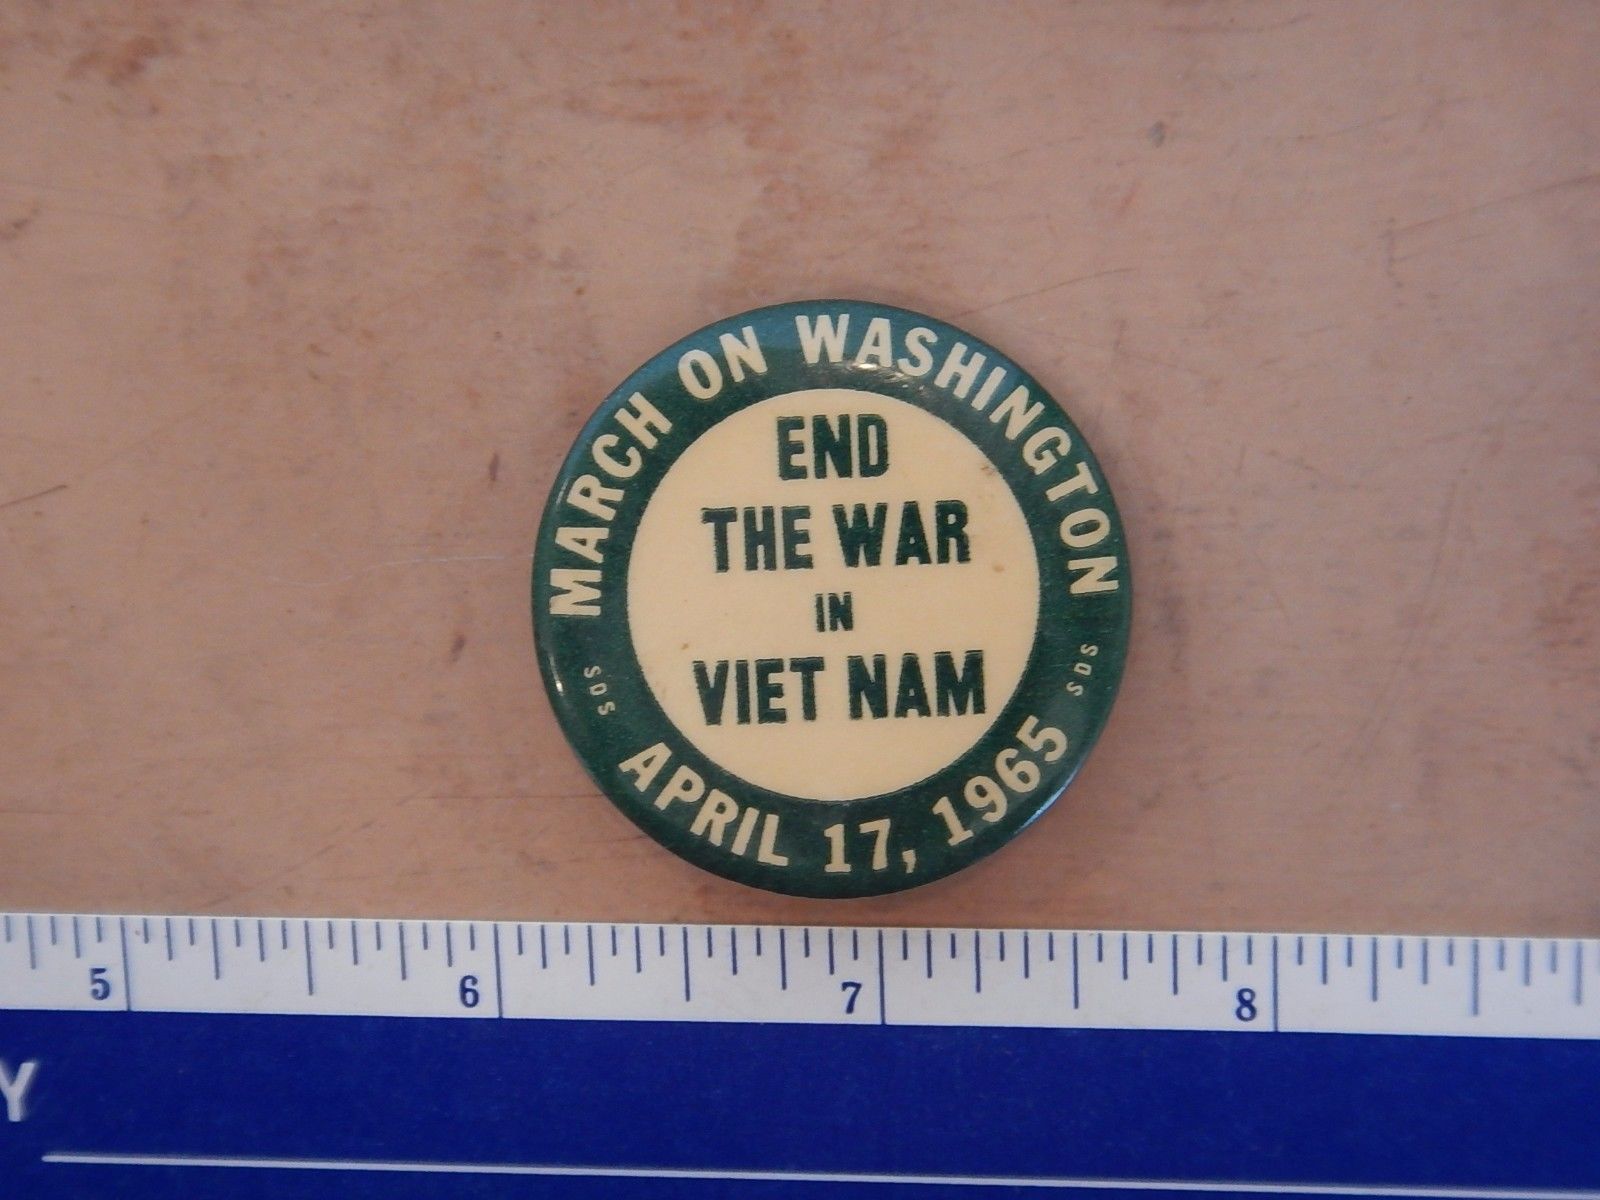 MARCH ON WASHINGTON
END
THE WAR
IN
VIET NAM
SDS
SDS
APRIL 17, 1965
5 6 7 8
Y